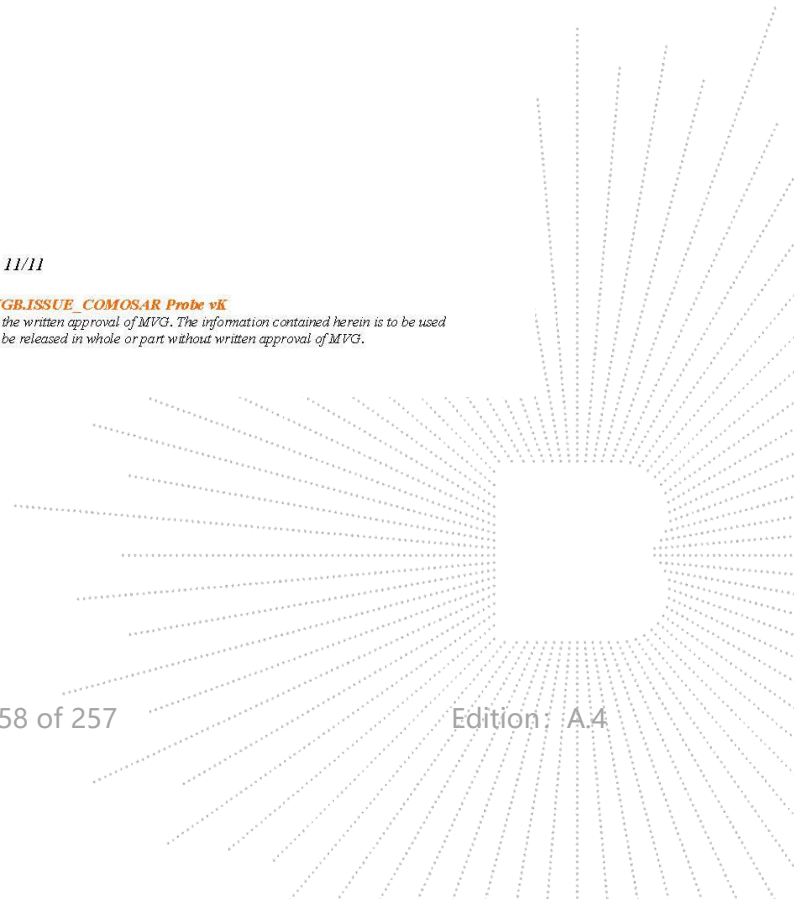 11/11
GB.ISSUE_COMOSAR Probe vK
the written approval of MVG. The information contained herein is to be used
be released in whole or part without written approval of MVG.
58 of 257
Edition：A.4